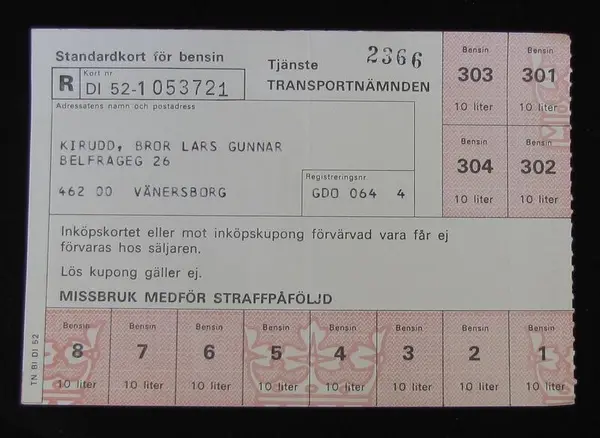 Standardkort för bensin
Tjänste
2366
TRANSPORTNÄMNDEN
R
Kort nr
DI 52-1 053721
Adressatens namn och postadress
KIRUDD, BROR LARS GUNNAR
BELFRAGEG 26
462 00 VÄNERSBORG
Registreringsnr
GDO 064 4
Bensin
303
10 liter
Bensin
301
10 liter
Bensin
304
10 liter
Bensin
302
10 liter
Inköpskortet eller mot inköpskupong förvärvad vara får ej
förvaras hos säljaren.
Lös kupong gäller ej.
MISSBRUK MEDFÖR STRAFFPÅFÖLJD
TN BI DI 52
Bensin
8
10 liter
Bensin
7
10 liter
Bensin
6
10 liter
Bensin
5
10 liter
Bensin
4
10 liter
Bensin
3
10 liter
Bensin
2
10 liter
Bensin
1
10 liter